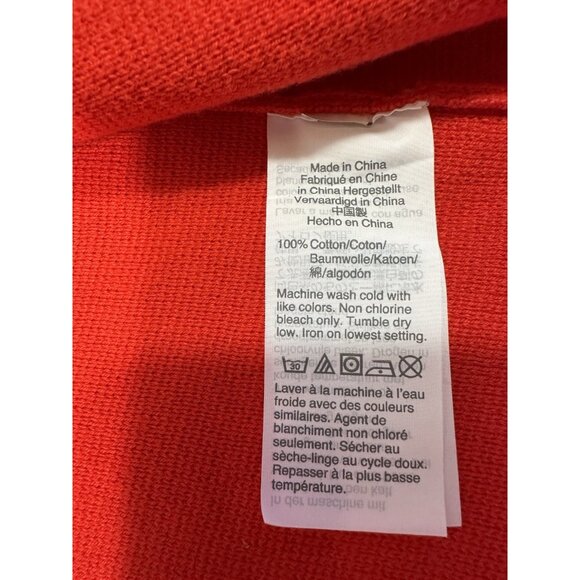 Made in China
Fabriqué en Chine
in China Hergestellt
Vervaardigd in China
中国製
Hecho en China
100% Cotton/Coton/
Baumwolle/Katoen/
綿/algodón
Machine wash cold with
like colors. Non chlorine
bleach only. Tumble dry
low. Iron on lowest setting.
30
Laver à la machine à l'eau
froide avec des couleurs
similaires. Agent de
blanchiment non chloré
seulement. Sécher au
sèche-linge au cycle doux.
Repasser à la plus basse
température.